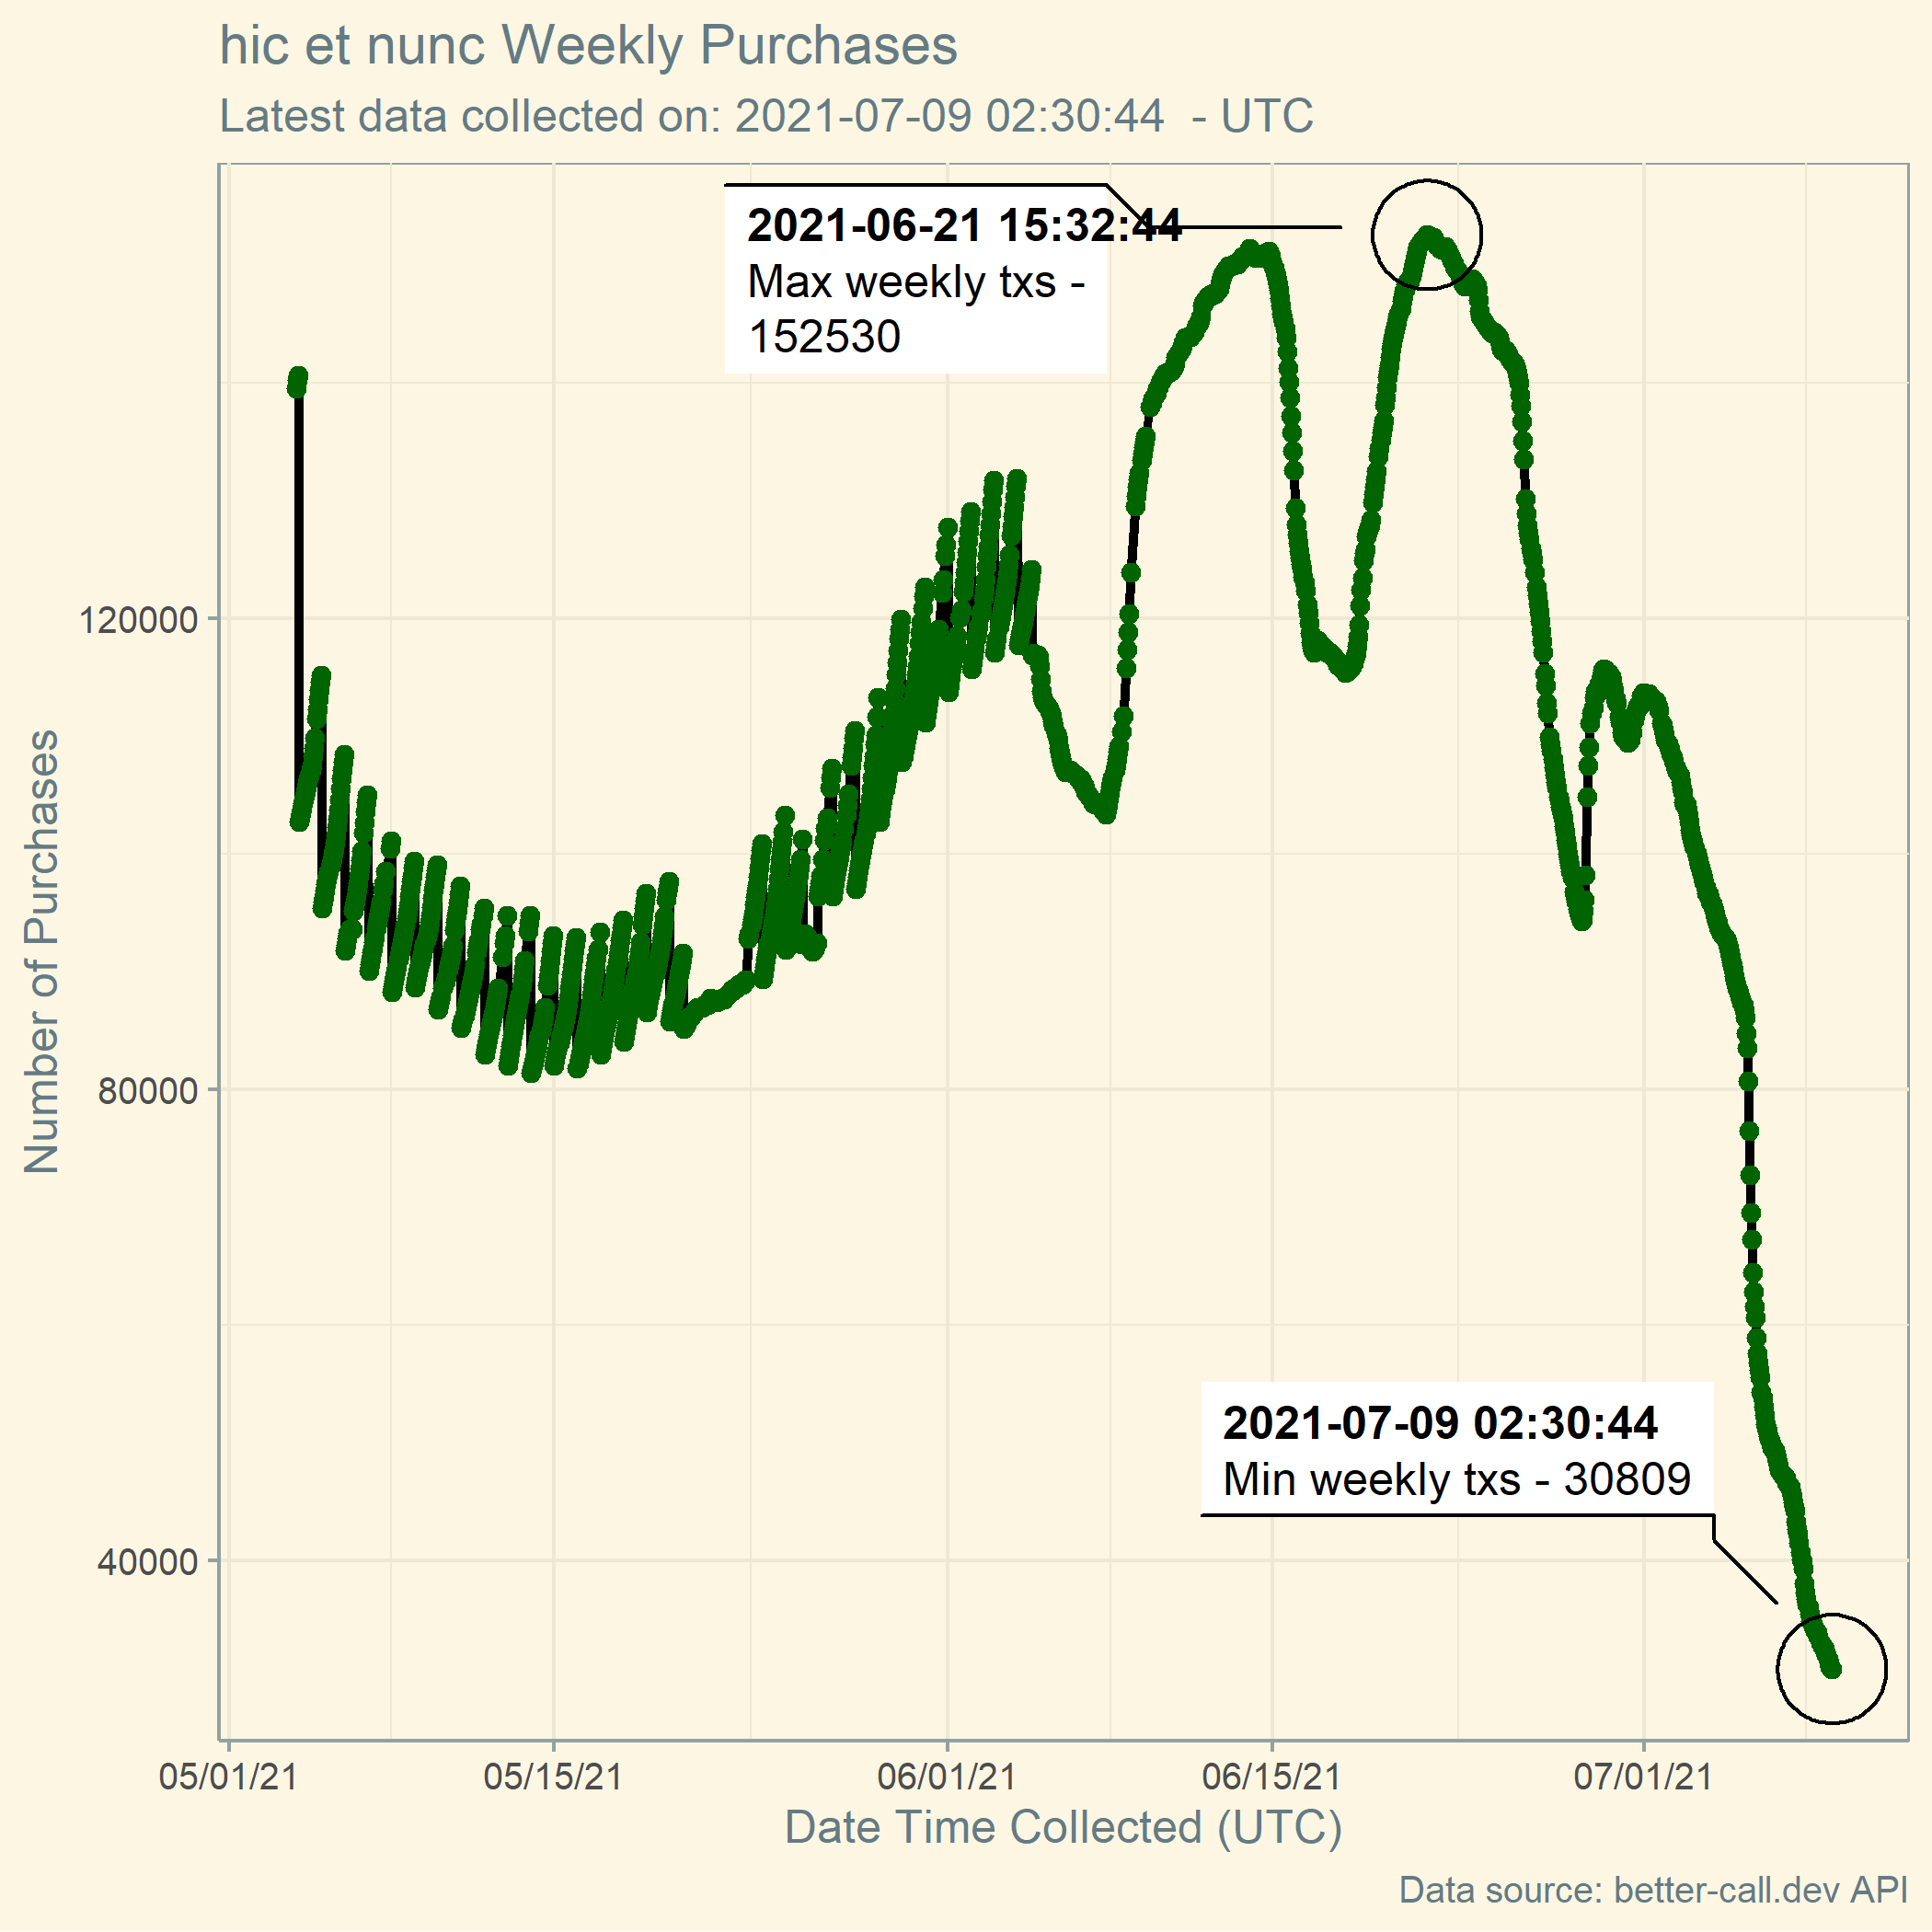 hic et nunc Weekly Purchases
Latest data collected on: 2021-07-09 02:30:44  - UTC
2021-06-21 15:32:44
Max weekly txs -
152530
120000
80000
40000
Number of Purchases
2021-07-09 02:30:44
Min weekly txs - 30809
05/01/21 05/15/21 06/01/21 06/15/21 07/01/21
Date Time Collected (UTC)
Data source: better-call.dev API